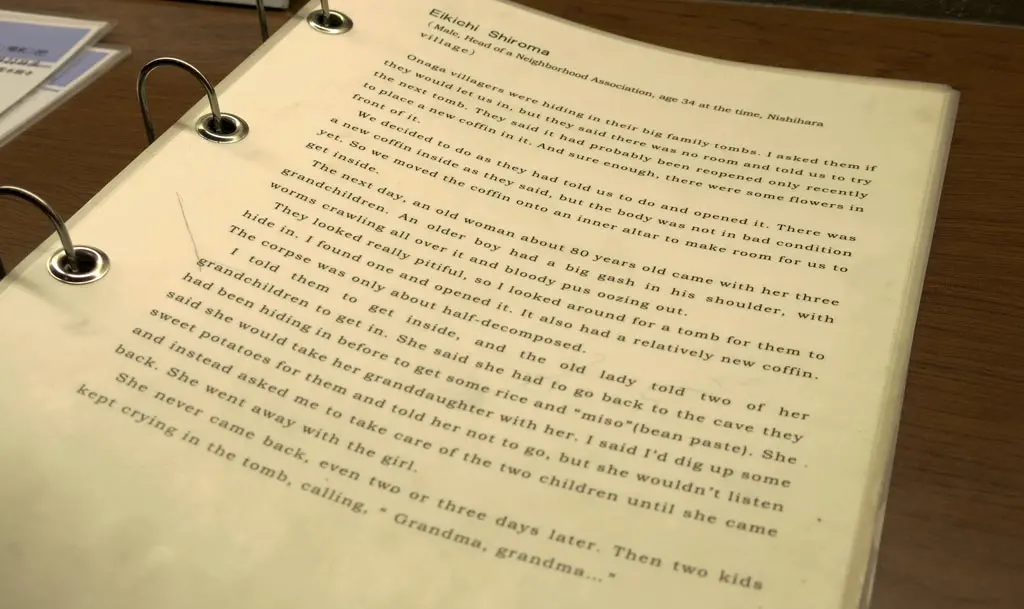 Eikichi Shiroma
(Male, Head of a Neighborhood Association, age 34 at the time, Nishihara
village)
Onaga villagers were hiding in their big family tombs. I asked them if
they would let us in, but they said there was no room and told us to try
the next tomb. They said it had probably been reopened only recently
to place a new coffin in it. And sure enough, there were some flowers in
front of it.
We decided to do as they had told us to do and opened it. There was
a new coffin inside as they said, but the body was not in bad condition
yet. So we moved the coffin onto an inner altar to make room for us to
get inside.
The next day, an old woman about 80 years old came with her three
grandchildren. An older boy had a big gash in his shoulder, with
worms crawling all over it and bloody pus oozing out.
They looked really pitiful, so I looked around for a tomb for them to
hide in. I found one and opened it. It also had a relatively new coffin.
The corpse was only about half-decomposed.
I told them to get inside, and the old lady told two of her
grandchildren to get in. She said she had to go back to the cave they
had been hiding in before to get some rice and "miso"(bean paste). She
said she would take her granddaughter with her. I said I'd dig up some
sweet potatoes for them and told her not to go, but she wouldn't listen
and instead asked me to take care of the two children until she came
back. She went away with the girl.
She never came back, even two or three days later. Then two kids
kept crying in the tomb, calling, " Grandma, grandma..."